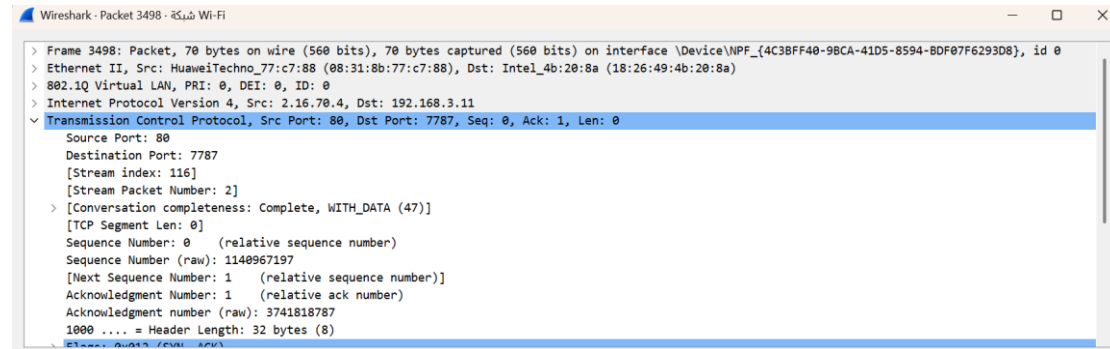 Wireshark · Packet 3498 · شبكة Wi-Fi
> Frame 3498: Packet, 70 bytes on wire (560 bits), 70 bytes captured (560 bits) on interface \Device\NPF_{4C3BFF40-9BCA-41D5-8594-BDF07F6293D8}, id 0
> Ethernet II, Src: HuaweiTechno_77:c7:88 (08:31:8b:77:c7:88), Dst: Intel_4b:20:8a (18:26:49:4b:20:8a)
> 802.1Q Virtual LAN, PRI: 0, DEI: 0, ID: 0
> Internet Protocol Version 4, Src: 2.16.70.4, Dst: 192.168.3.11
Transmission Control Protocol, Src Port: 80, Dst Port: 7787, Seq: 0, Ack: 1, Len: 0
Source Port: 80
Destination Port: 7787
[Stream index: 116]
[Stream Packet Number: 2]
> [Conversation completeness: Complete, WITH_DATA (47)]
[TCP Segment Len: 0]
Sequence Number: 0 (relative sequence number)
Sequence Number (raw): 1140967197
[Next Sequence Number: 1 (relative sequence number)]
Acknowledgment Number: 1 (relative ack number)
Acknowledgment number (raw): 3741818787
1000 .... = Header Length: 32 bytes (8)
> Flags: 0x012 (SYN, ACK)